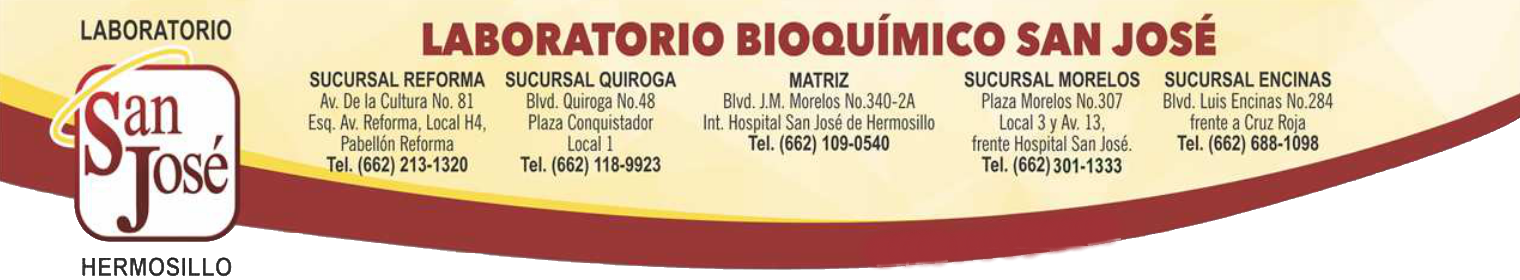 LABORATORIO
San
José
HERMOSILLO
LABORATORIO BIOQUÍMICO SAN JOSÉ
SUCURSAL REFORMA
Av. De la Cultura No. 81
Esq. Av. Reforma, Local H4,
Pabellón Reforma
Tel. (662) 213-1320
SUCURSAL QUIROGA
Blvd. Quiroga No.48
Plaza Conquistador
Local 1
Tel. (662) 118-9923
MATRIZ
Blvd. J.M. Morelos No.340-2A
Int. Hospital San José de Hermosillo
Tel. (662) 109-0540
SUCURSAL MORELOS
Plaza Morelos No.307
Local 3 y Av. 13,
frente Hospital San José.
Tel. (662) 301-1333
SUCURSAL ENCINAS
Blvd. Luis Encinas No.284
frente a Cruz Roja
Tel. (662) 688-1098